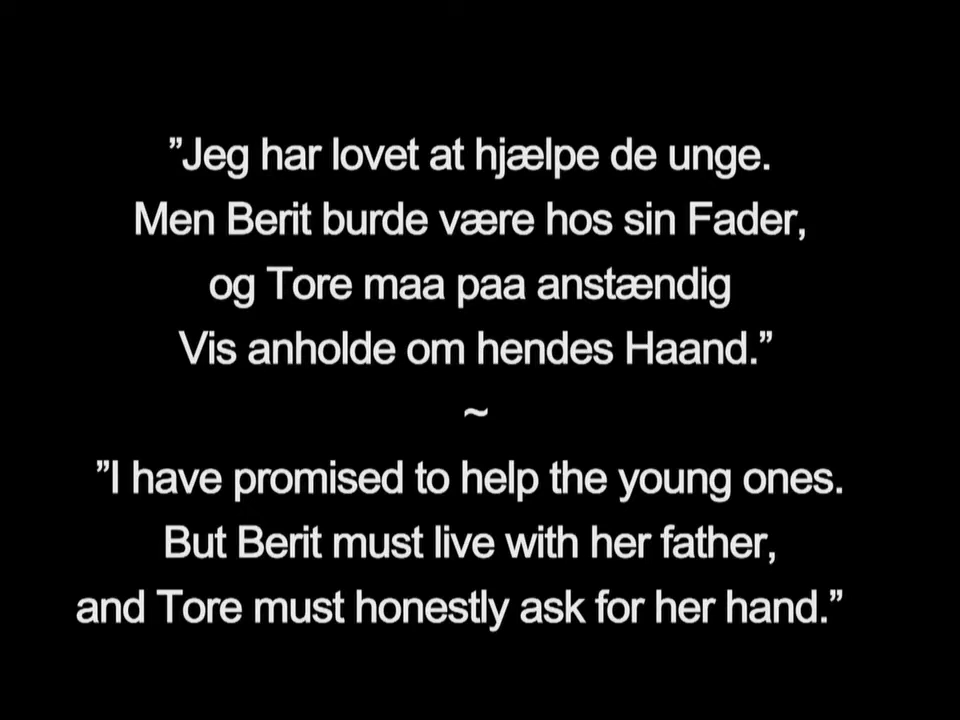 ”Jeg har lovet at hjælpe de unge.
Men Berit burde være hos sin Fader,
og Tore maa paa anstændig
Vis anholde om hendes Haand.”
~
”I have promised to help the young ones.
But Berit must live with her father,
and Tore must honestly ask for her hand.”